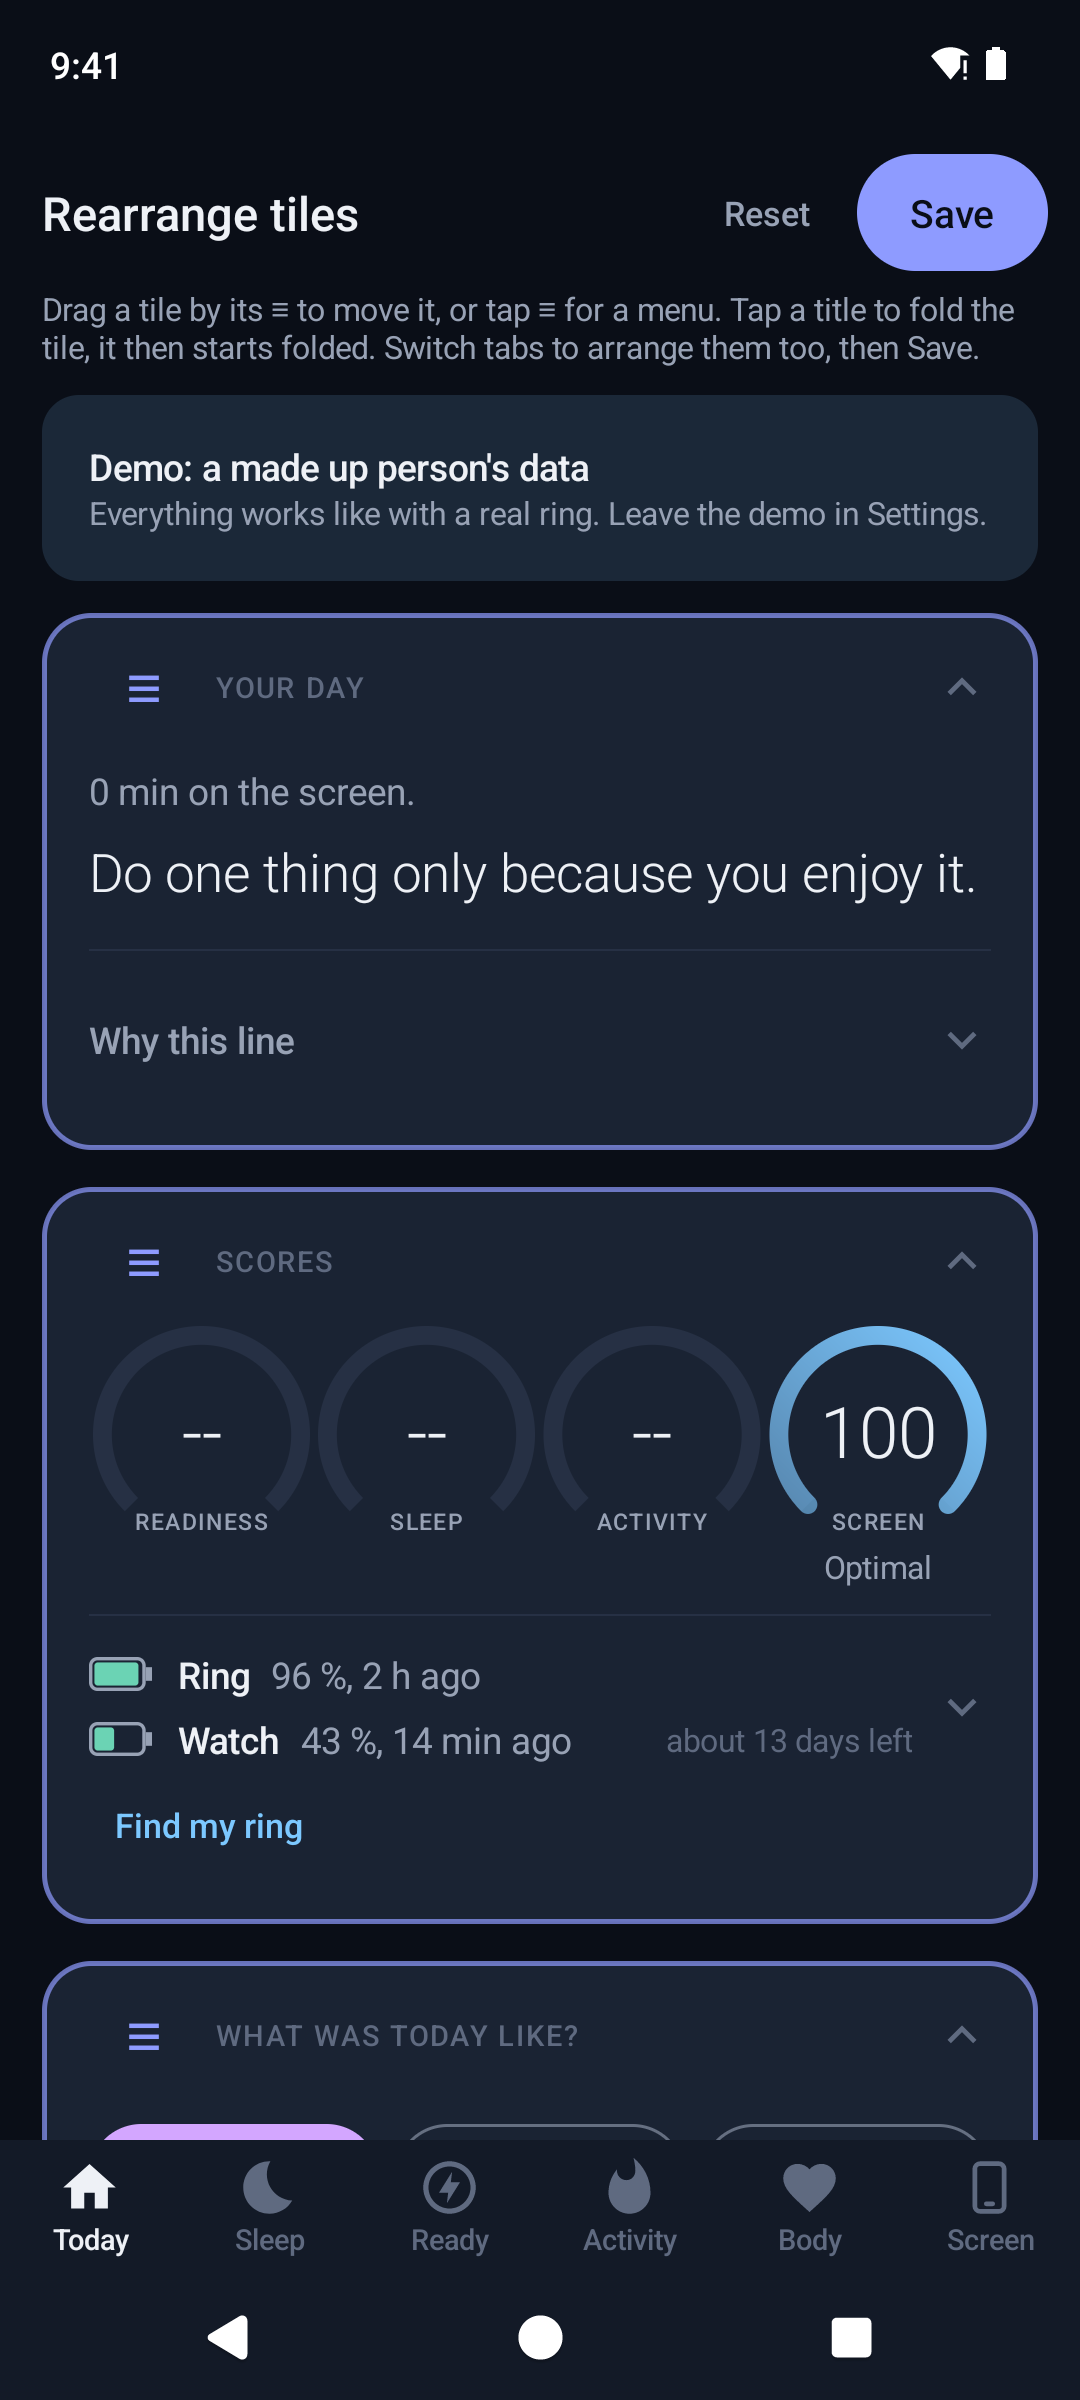 9:41
Rearrange tiles
Reset
Save
Drag a tile by its ≡ to move it, or tap ≡ for a menu. Tap a title to fold the
tile, it then starts folded. Switch tabs to arrange them too, then Save.
Demo: a made up person's data
Everything works like with a real ring. Leave the demo in Settings.
YOUR DAY
0 min on the screen.
Do one thing only because you enjoy it.
Why this line
SCORES
-- -- -- 100
READINESS SLEEP ACTIVITY SCREEN
Optimal
Ring 96 %, 2 h ago
Watch 43 %, 14 min ago about 13 days left
Find my ring
WHAT WAS TODAY LIKE?
Today Sleep Ready Activity Body Screen